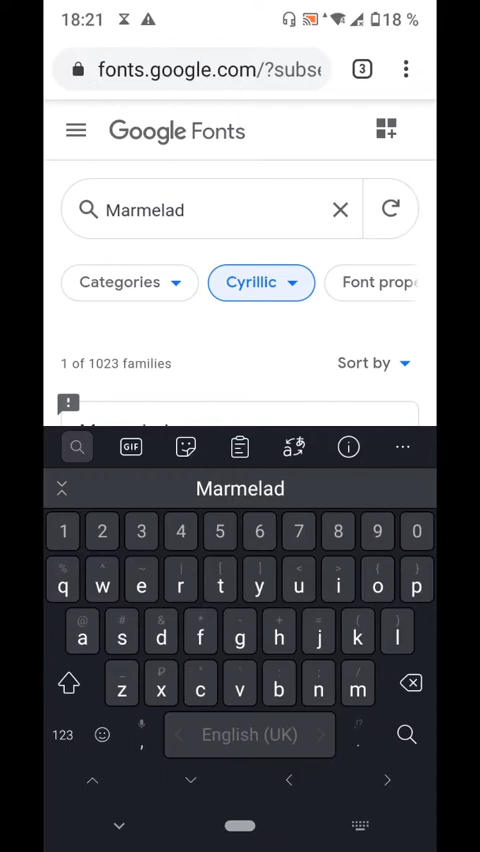 18:21
18 %
fonts.google.com/?subse
3
Google Fonts
Marmelad
Categories
Cyrillic
Font prope
1 of 1023 families
Sort by
GIF
Marmelad
1 2 3 4 5 6 7 8 9 0
% ^ ~ | [ ] < > { }
q w e r t y u i o p
@ # & * - + = ( )
a s d f g h j k l
_ ₽ " ' : ; /
z x c v b n m
123 , English (UK) .
!?